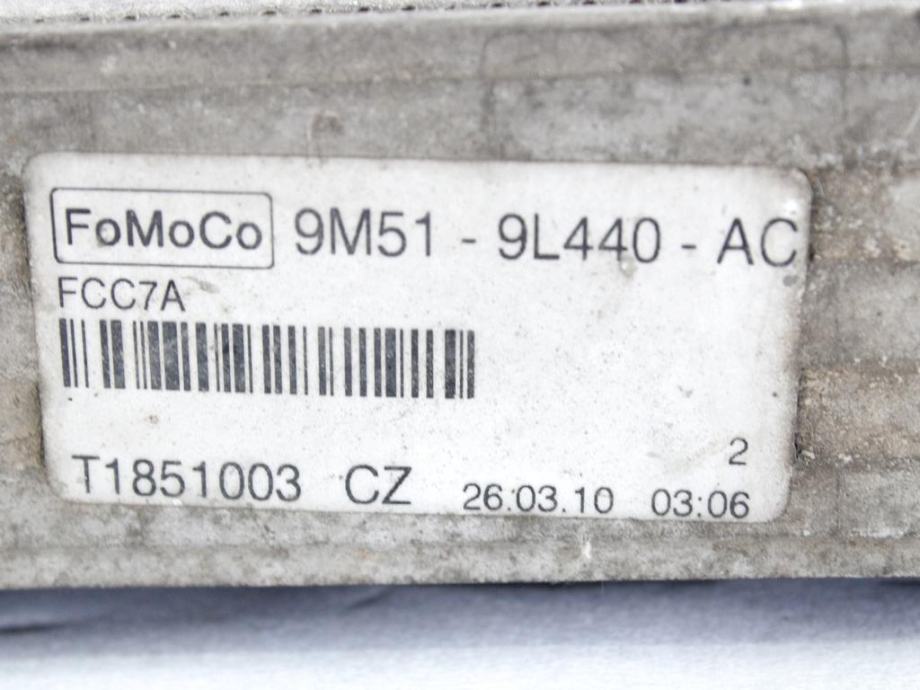 FoMoCo 9M51 - 9L440 - AC
FCC7A
2
T1851003 CZ 26.03.10 03:06